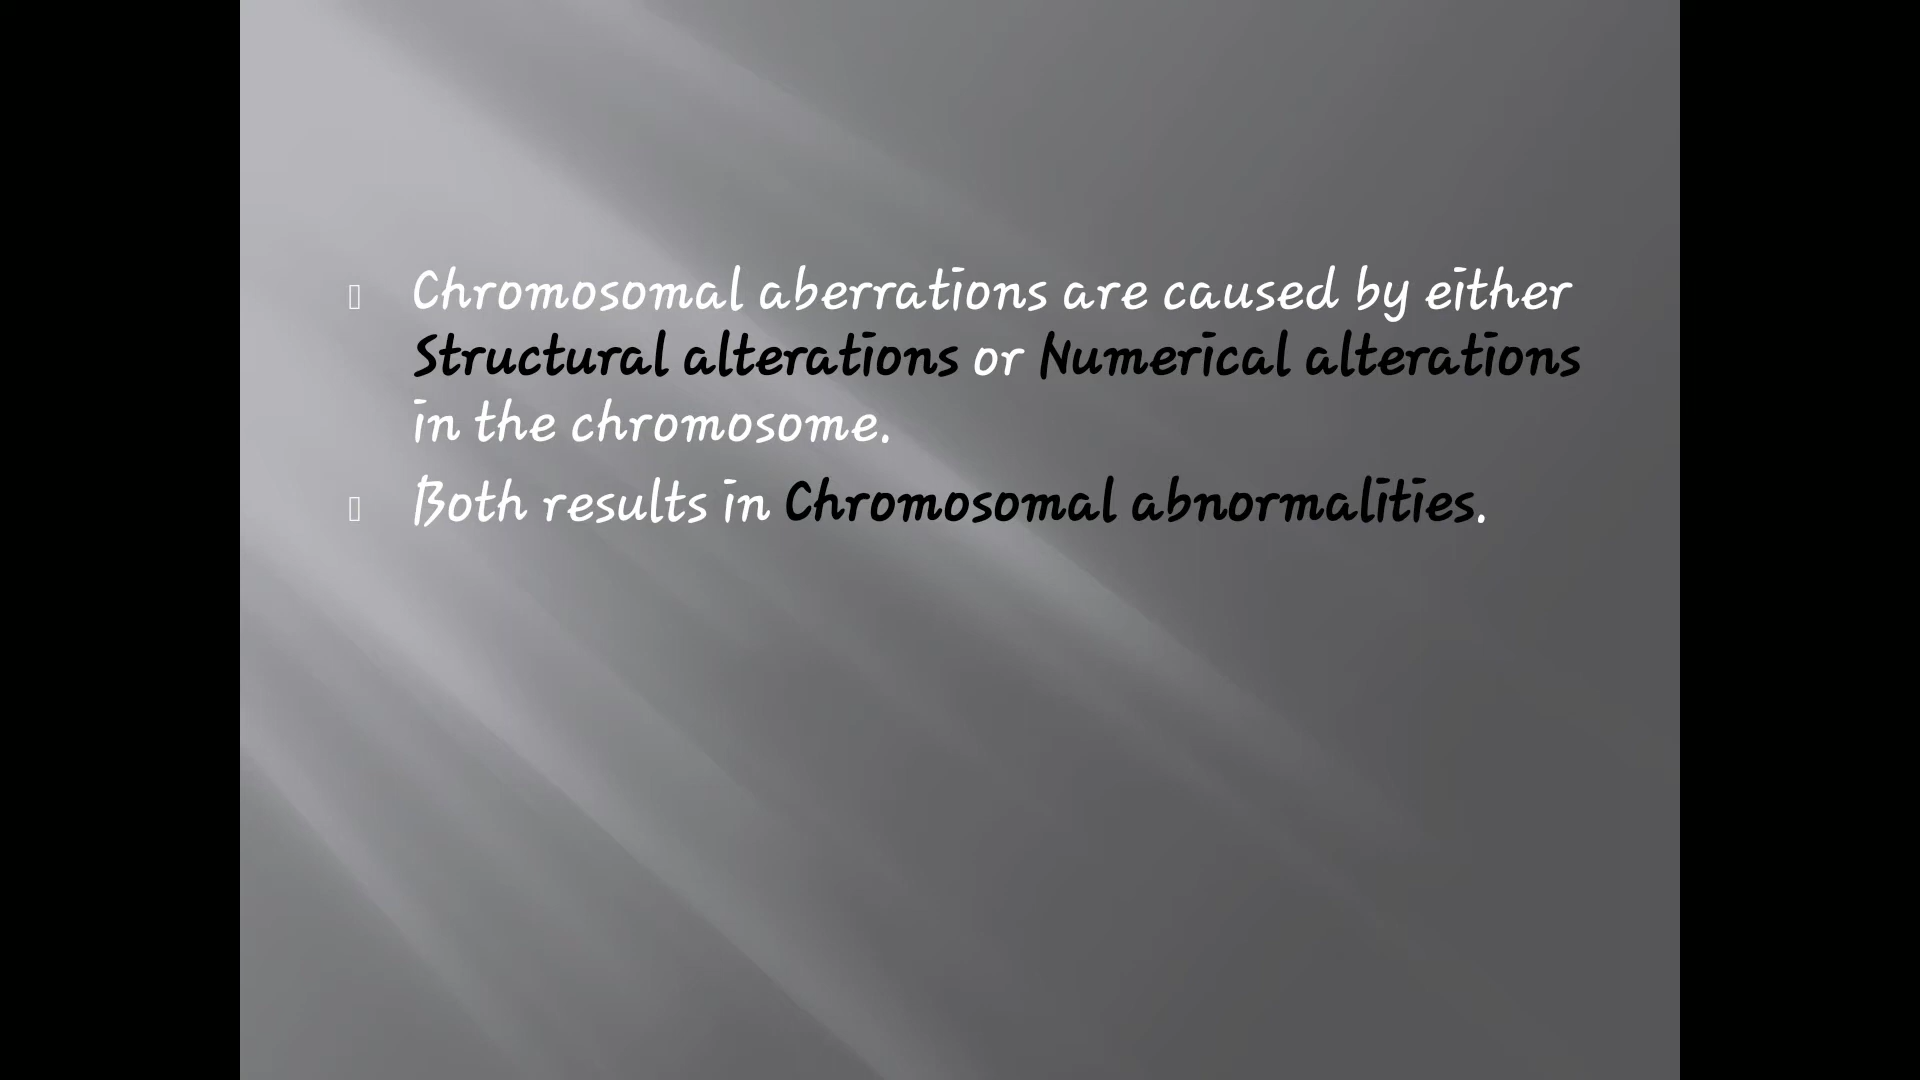 Chromosomal aberrations are caused by either
Structural alterations or Numerical alterations
in the chromosome.
Both results in Chromosomal abnormalities.